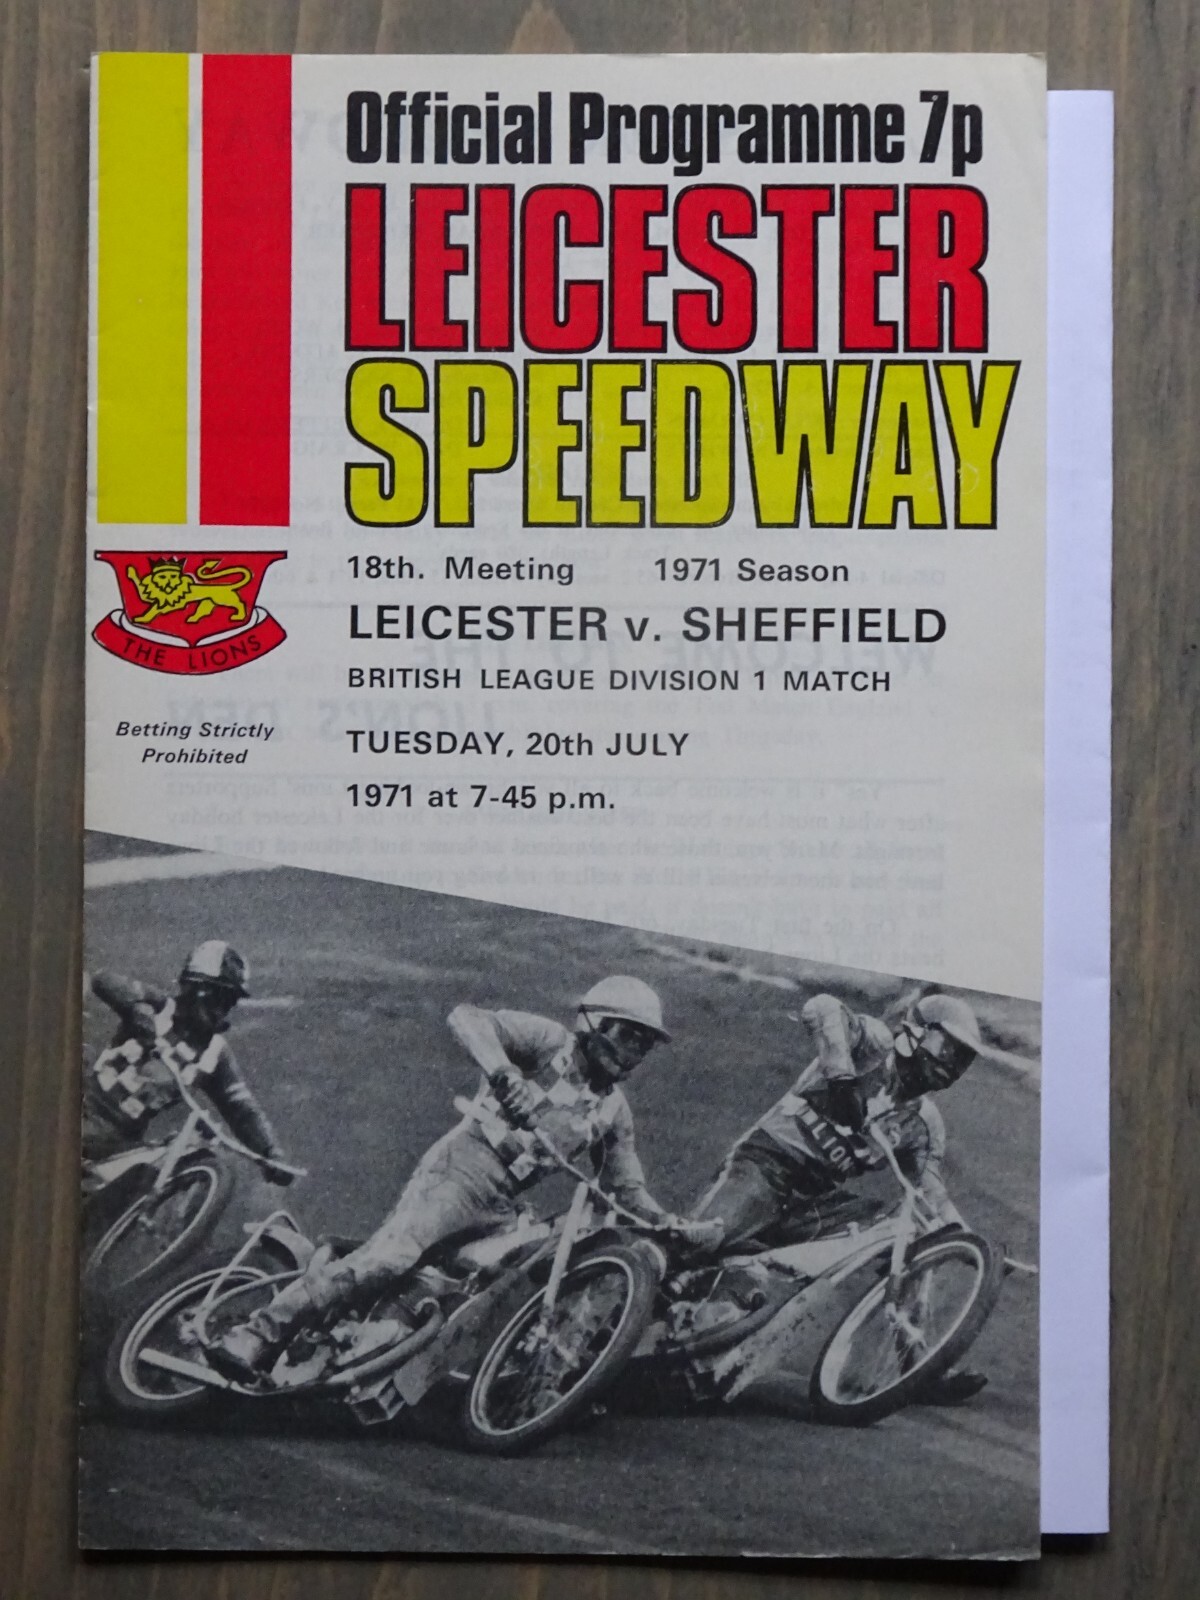 Official Programme 7p
LEICESTER
SPEEDWAY
THE LIONS
18th. Meeting 1971 Season
LEICESTER v. SHEFFIELD
BRITISH LEAGUE DIVISION 1 MATCH
Betting Strictly
Prohibited
TUESDAY, 20th JULY
1971 at 7-45 p.m.
LION